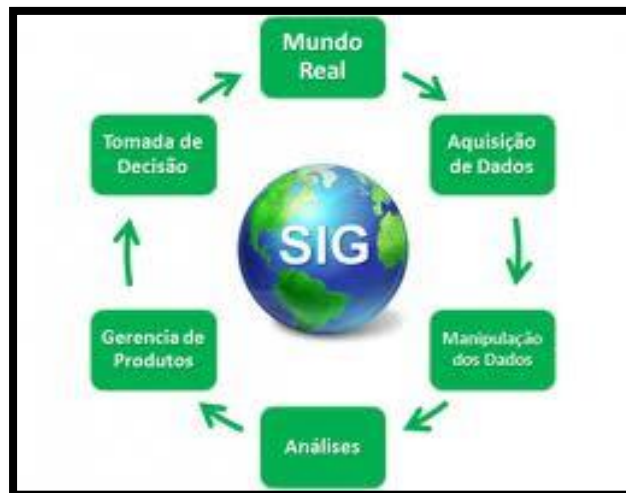 Mundo
Real
Aquisição
de Dados
Manipulação
dos Dados
Análises
Gerencia de
Produtos
Tomada de
Decisão
SIG